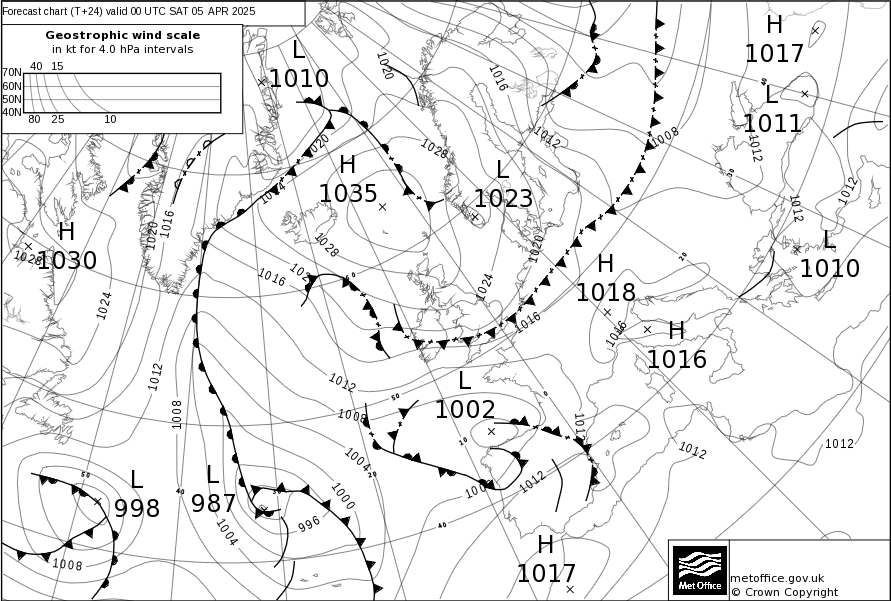 Forecast chart (T+24) valid 00 UTC SAT 05 APR 2025
Geostrophic wind scale
in kt for 4.0 hPa intervals
40 15
70N
60N
50N
40N
80 25 10
L
1010
H
1017
L
1011
1020
1016
1012
1008
1012
1028
1020
H
1035
L
1023
1024
1012
1012
H
1030
1028
1020
1016
1028
1016
1020
1024
H
1018
L
1010
1024
1016
1016
H
1016
1012
1012
1008
1008
L
1002
1012
1012
1012
1004
1012
L
998
L
987
1000
996
1004
1008
H
1017
Met Office
metoffice.gov.uk
© Crown Copyright